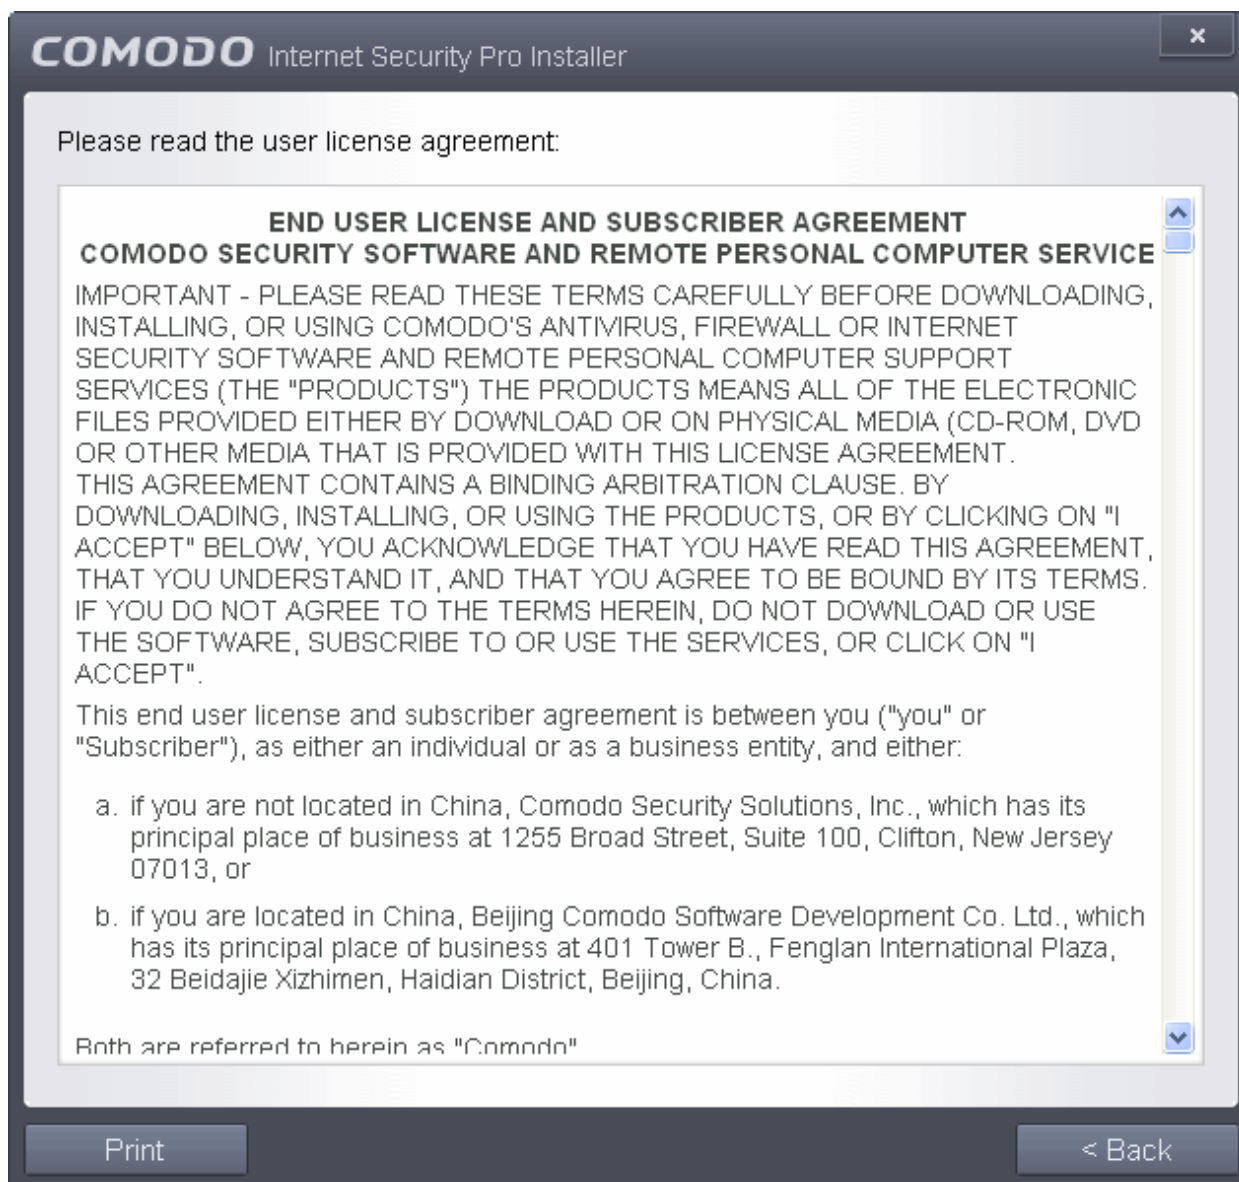 COMODO Internet Security Pro Installer
Please read the user license agreement:
END USER LICENSE AND SUBSCRIBER AGREEMENT
COMODO SECURITY SOFTWARE AND REMOTE PERSONAL COMPUTER SERVICE
IMPORTANT - PLEASE READ THESE TERMS CAREFULLY BEFORE DOWNLOADING,
INSTALLING, OR USING COMODO'S ANTIVIRUS, FIREWALL OR INTERNET
SECURITY SOFTWARE AND REMOTE PERSONAL COMPUTER SUPPORT
SERVICES (THE "PRODUCTS") THE PRODUCTS MEANS ALL OF THE ELECTRONIC
FILES PROVIDED EITHER BY DOWNLOAD OR ON PHYSICAL MEDIA (CD-ROM, DVD
OR OTHER MEDIA THAT IS PROVIDED WITH THIS LICENSE AGREEMENT.
THIS AGREEMENT CONTAINS A BINDING ARBITRATION CLAUSE. BY
DOWNLOADING, INSTALLING, OR USING THE PRODUCTS, OR BY CLICKING ON "I
ACCEPT" BELOW, YOU ACKNOWLEDGE THAT YOU HAVE READ THIS AGREEMENT,
THAT YOU UNDERSTAND IT, AND THAT YOU AGREE TO BE BOUND BY ITS TERMS.
IF YOU DO NOT AGREE TO THE TERMS HEREIN, DO NOT DOWNLOAD OR USE
THE SOFTWARE, SUBSCRIBE TO OR USE THE SERVICES, OR CLICK ON "I
ACCEPT".
This end user license and subscriber agreement is between you ("you" or
"Subscriber"), as either an individual or as a business entity, and either:
a. if you are not located in China, Comodo Security Solutions, Inc., which has its
principal place of business at 1255 Broad Street, Suite 100, Clifton, New Jersey
07013, or
b. if you are located in China, Beijing Comodo Software Development Co. Ltd., which
has its principal place of business at 401 Tower B., Fenglan International Plaza,
32 Beidajie Xizhimen, Haidian District, Beijing, China.
Both are referred to herein as "Comodo"
Print
< Back